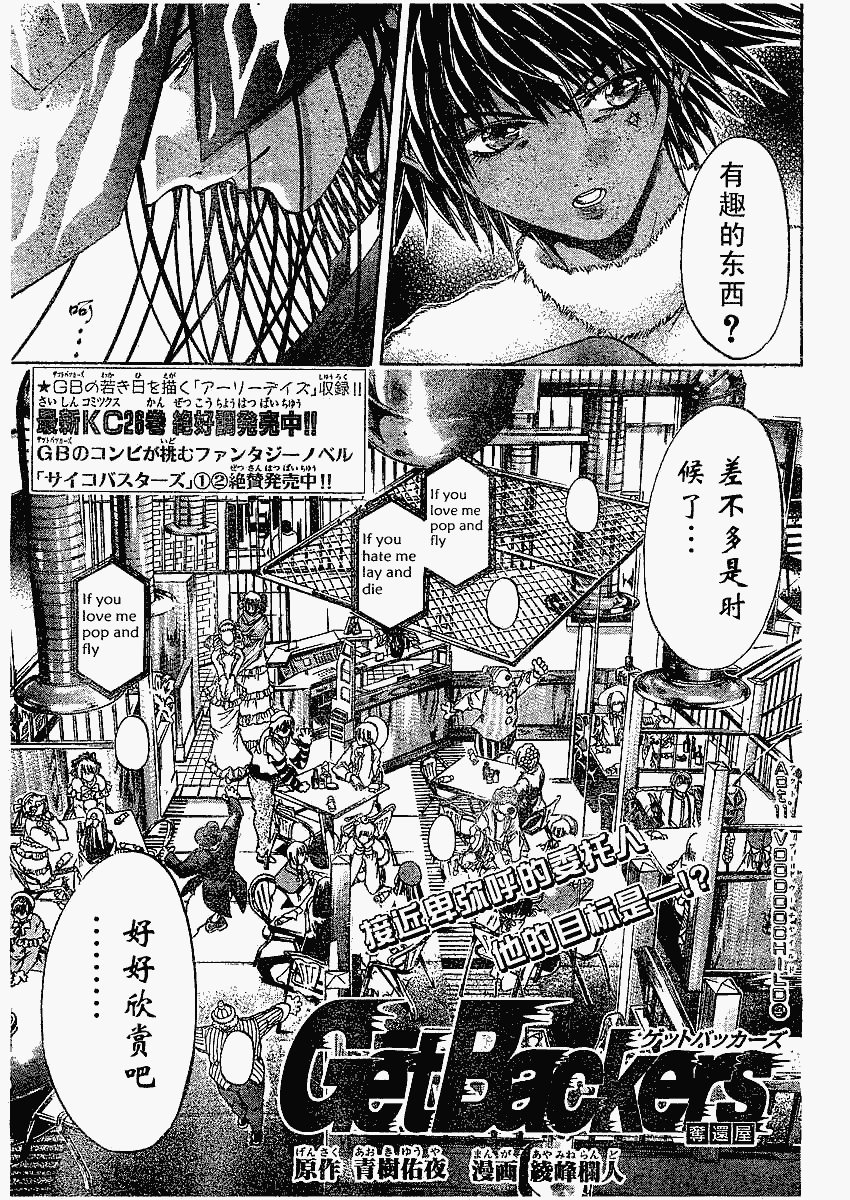 有趣的东西?
呵…
★GBの若き日を描く「アーリーデイズ」収録!!
最新KC26巻 絶好調発売中!!
GBのコンビが挑むファンタジーノベル
「サイコバスターズ」①②絶賛発売中!!
差不多是时
候了…
If you
love me
pop and
fly
If you
hate me
lay and
die
If you
love me
pop and
fly
接近卑弥呼的委托人
他的目标是一!?
好好欣赏吧
………
GetBackers
ゲットバッカーズ
奪還屋
原作 青樹佑夜 漫画 綾峰欄人